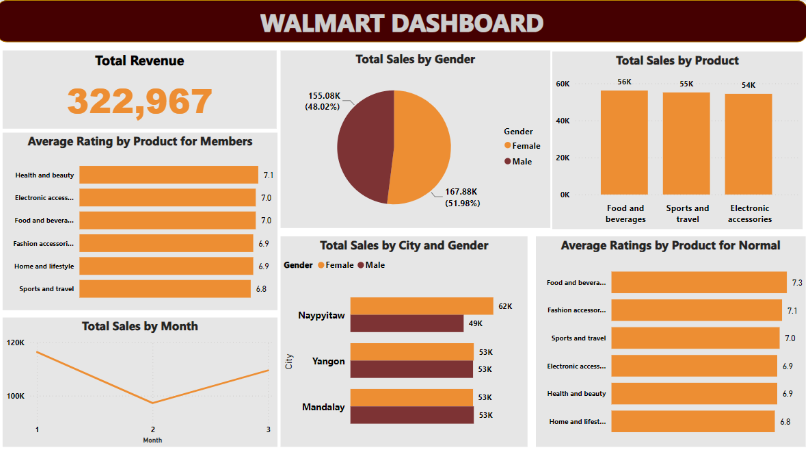 WALMART DASHBOARD
Total Revenue
322,967
Average Rating by Product for Members
Health and beauty 7.1
Electronic access... 7.0
Food and bevera... 7.0
Fashion accessori... 6.9
Home and lifestyle 6.9
Sports and travel 6.8
Total Sales by Month
120K
100K
1 2 3
Month
Total Sales by Gender
155.08K
(48.02%)
167.88K
(51.98%)
Gender
Female
Male
Total Sales by Product
60K
40K
20K
0K
56K 55K 54K
Food and beverages
Sports and travel
Electronic accessories
Total Sales by City and Gender
Gender Female Male
City
Naypyitaw 62K
49K
Yangon 53K
53K
Mandalay 53K
53K
Average Ratings by Product for Normal
Food and bevera... 7.3
Fashion accessor... 7.1
Sports and travel 7.0
Electronic access... 6.9
Health and beauty 6.9
Home and lifest... 6.8